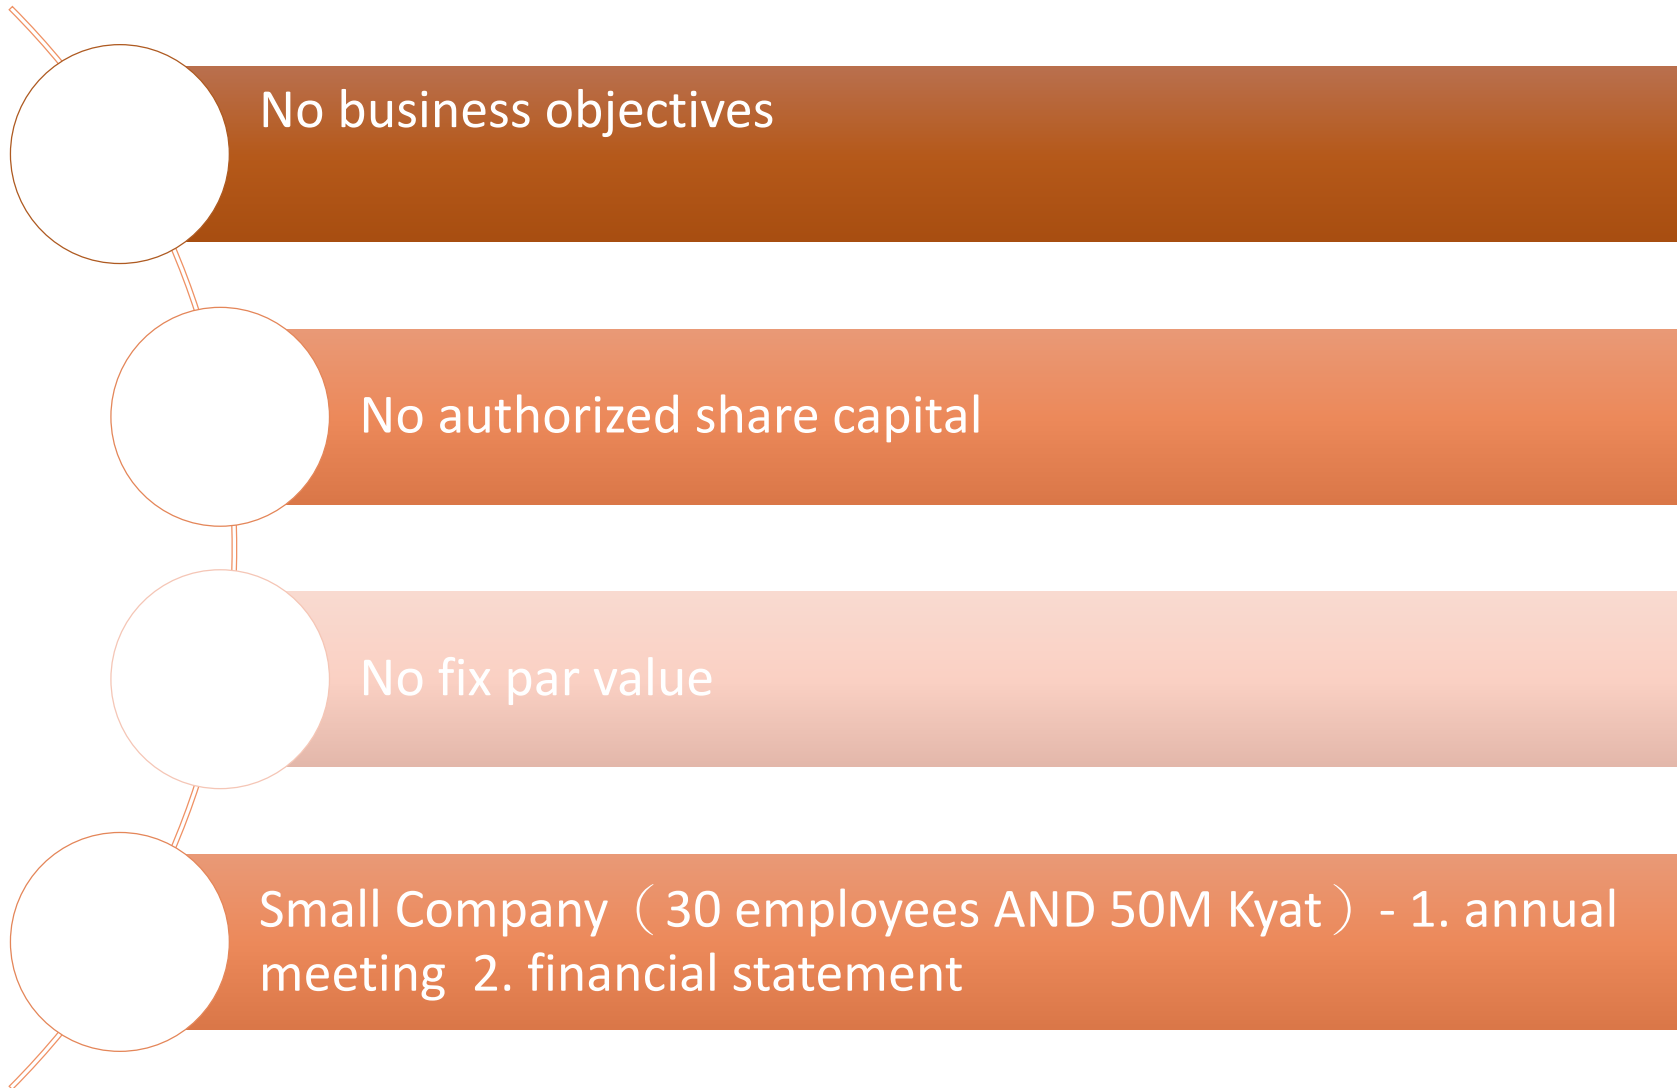 No business objectives
No authorized share capital
No fix par value
Small Company（30 employees AND 50M Kyat）- 1. annual
meeting  2. financial statement